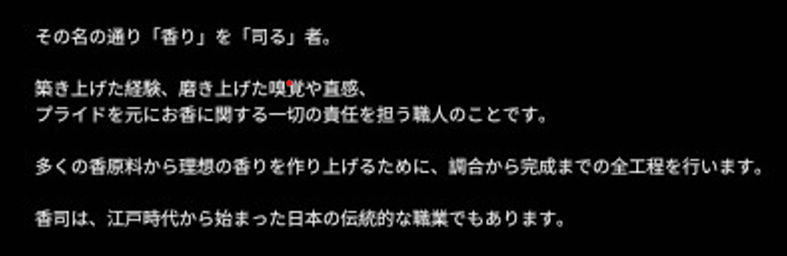 その名の通り「香り」を「司る」者。
築き上げた経験、磨き上げた嗅覚や直感、
プライドを元にお香に関する一切の責任を担う職人のことです。
多くの香原料から理想の香りを作り上げるために、調合から完成までの全工程を行います。
香司は、江戸時代から始まった日本の伝統的な職業でもあります。